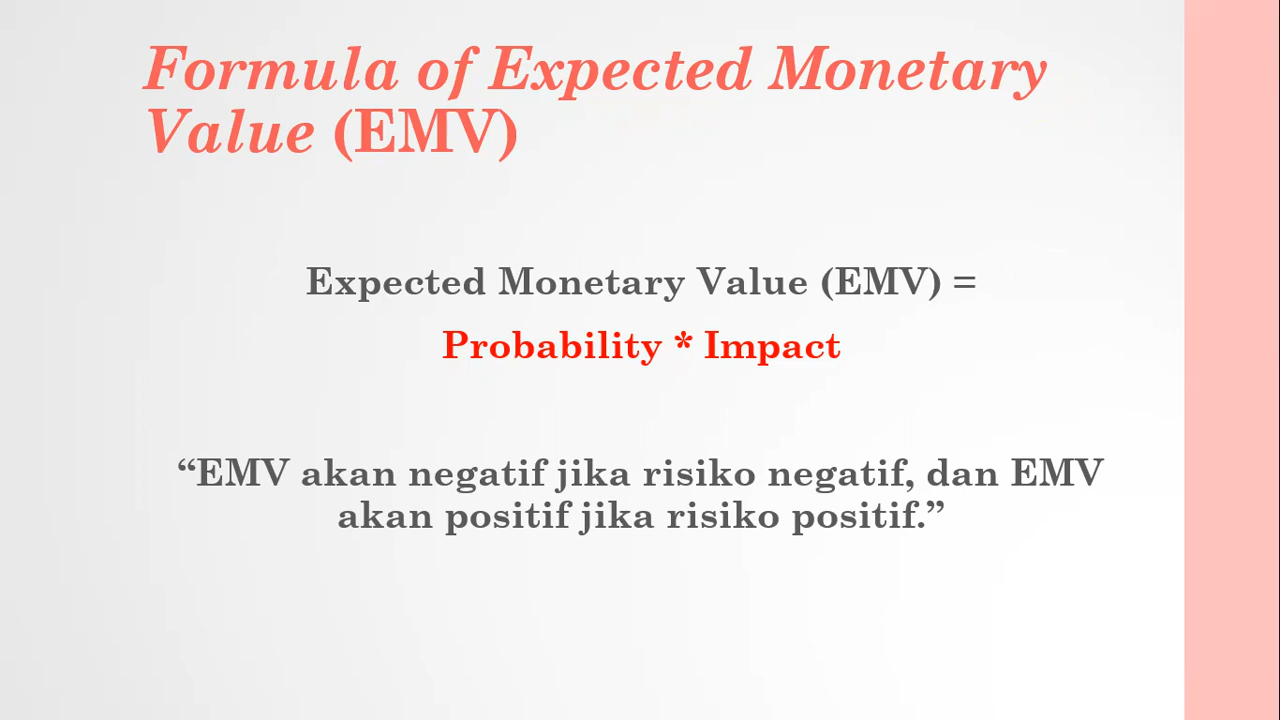 Formula of Expected Monetary
Value (EMV)
Expected Monetary Value (EMV) =
Probability * Impact
“EMV akan negatif jika risiko negatif, dan EMV
akan positif jika risiko positif.”